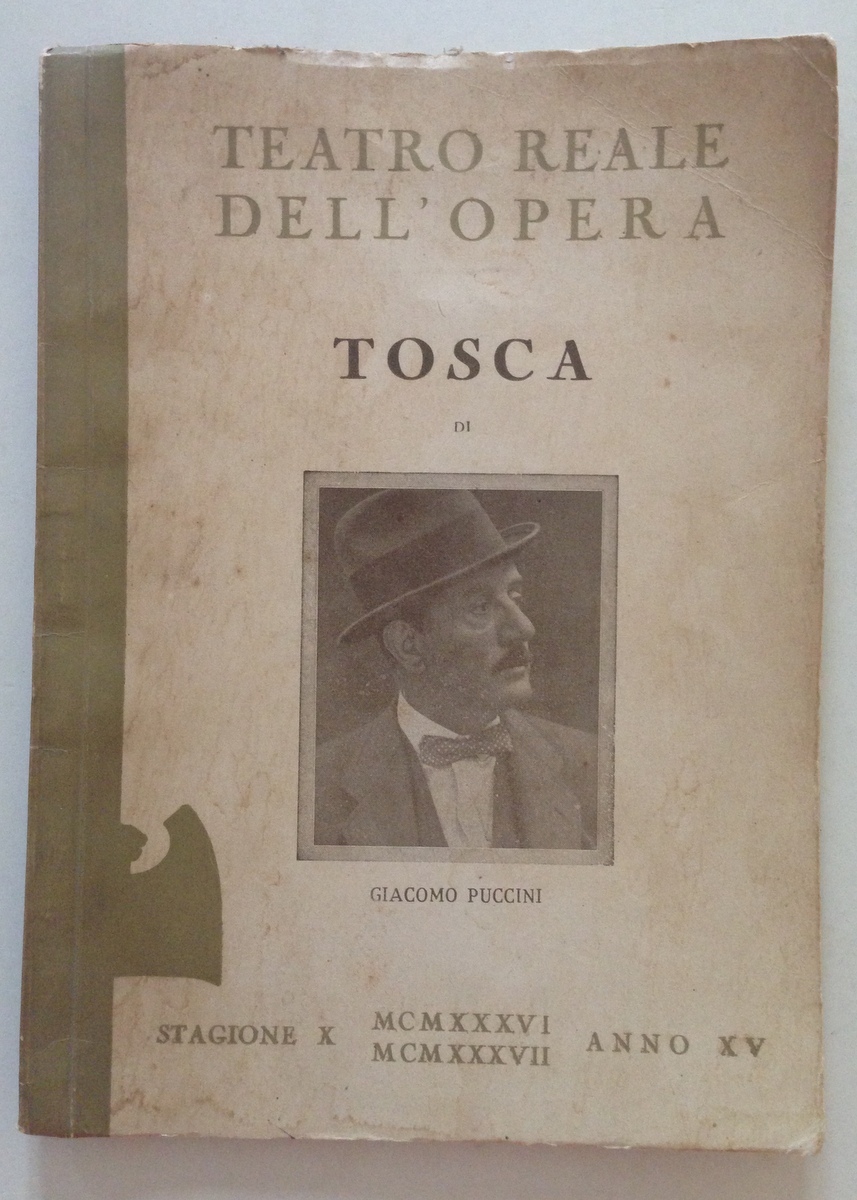 TEATRO REALE
DELL'OPERA
TOSCA
DI
GIACOMO PUCCINI
STAGIONE X MCMXXXVI ANNO XV
MCMXXXVII